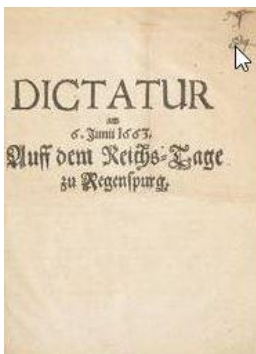 DICTATUR
am
6. Junii 1663.
Auff dem Reichs-Tage
zu Regenspurg.